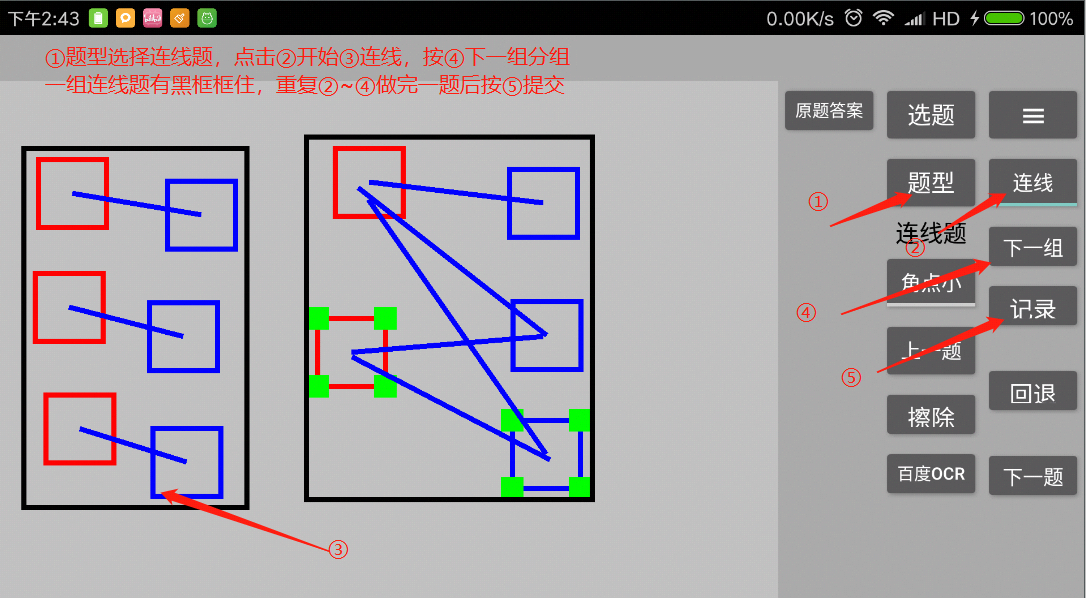 下午2:43
0.00K/s HD 100%
①题型选择连线题，点击②开始③连线，按④下一组分组
一组连线题有黑框框住，重复②~④做完一题后按⑤提交
原题答案
选题
题型
连线
①
连线题
②
下一组
角点小
④
记录
上一题
⑤
回退
擦除
百度OCR
下一题
③